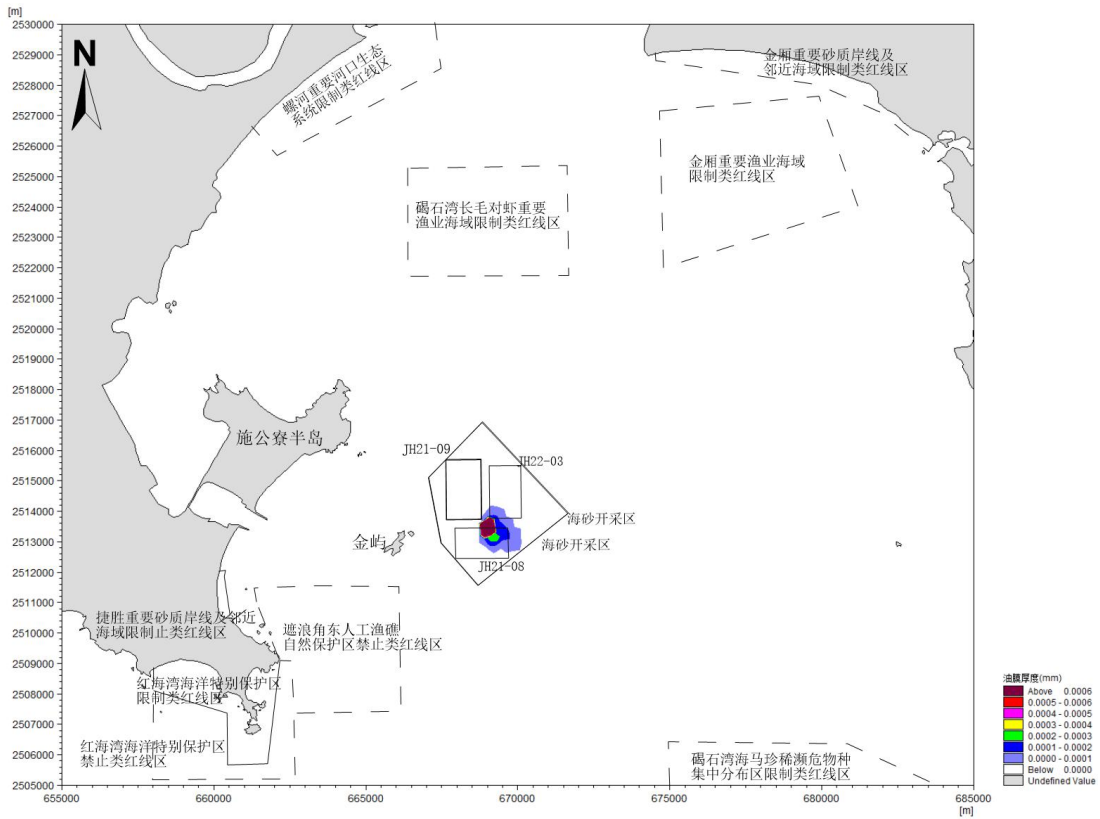 [m]
2530000
2529000
2528000
2527000
2526000
2525000
2524000
2523000
2522000
2521000
2520000
2519000
2518000
2517000
2516000
2515000
2514000
2513000
2512000
2511000
2510000
2509000
2508000
2507000
2506000
2505000
655000
660000
665000
670000
675000
680000
685000
[m]
N
螺河重要河口生态
系统限制类红线区
金厢重要砂质岸线及
邻近海域限制类红线区
金厢重要渔业海域
限制类红线区
碣石湾长毛对虾重要
渔业海域限制类红线区
施公寮半岛
JH21-09
JH22-03
海砂开采区
海砂开采区
金屿
JH21-08
捷胜重要砂质岸线及邻近
海域限制止类红线区
遮浪角东人工渔礁
自然保护区禁止类红线区
红海湾海洋特别保护区
限制类红线区
红海湾海洋特别保护区
禁止类红线区
碣石湾海马珍稀濒危物种
集中分布区限制类红线区
油膜厚度(mm)
Above 0.0006
0.0005 - 0.0006
0.0004 - 0.0005
0.0003 - 0.0004
0.0002 - 0.0003
0.0001 - 0.0002
0.0000 - 0.0001
Below 0.0000
Undefined Value